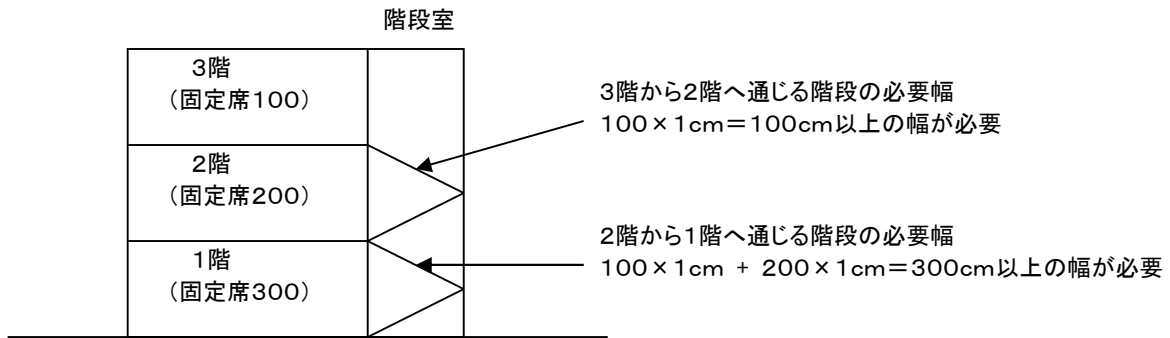 階段室
3階
（固定席100）
3階から2階へ通じる階段の必要幅
100×1cm＝100cm以上の幅が必要
2階
（固定席200）
2階から1階へ通じる階段の必要幅
100×1cm + 200×1cm＝300cm以上の幅が必要
1階
（固定席300）